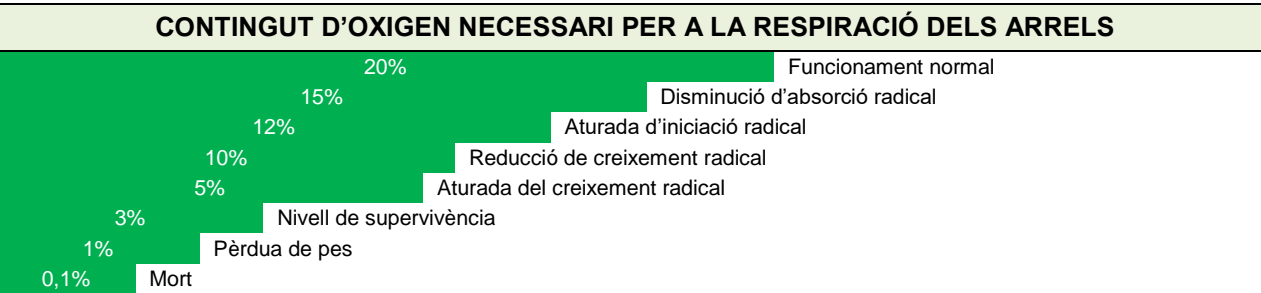 CONTINGUT D’OXIGEN NECESSARI PER A LA RESPIRACIÓ DELS ARRELS
20% Funcionament normal
15% Disminució d’absorció radical
12% Aturada d’iniciació radical
10% Reducció de creixement radical
5% Aturada del creixement radical
3% Nivell de supervivència
1% Pèrdua de pes
0,1% Mort